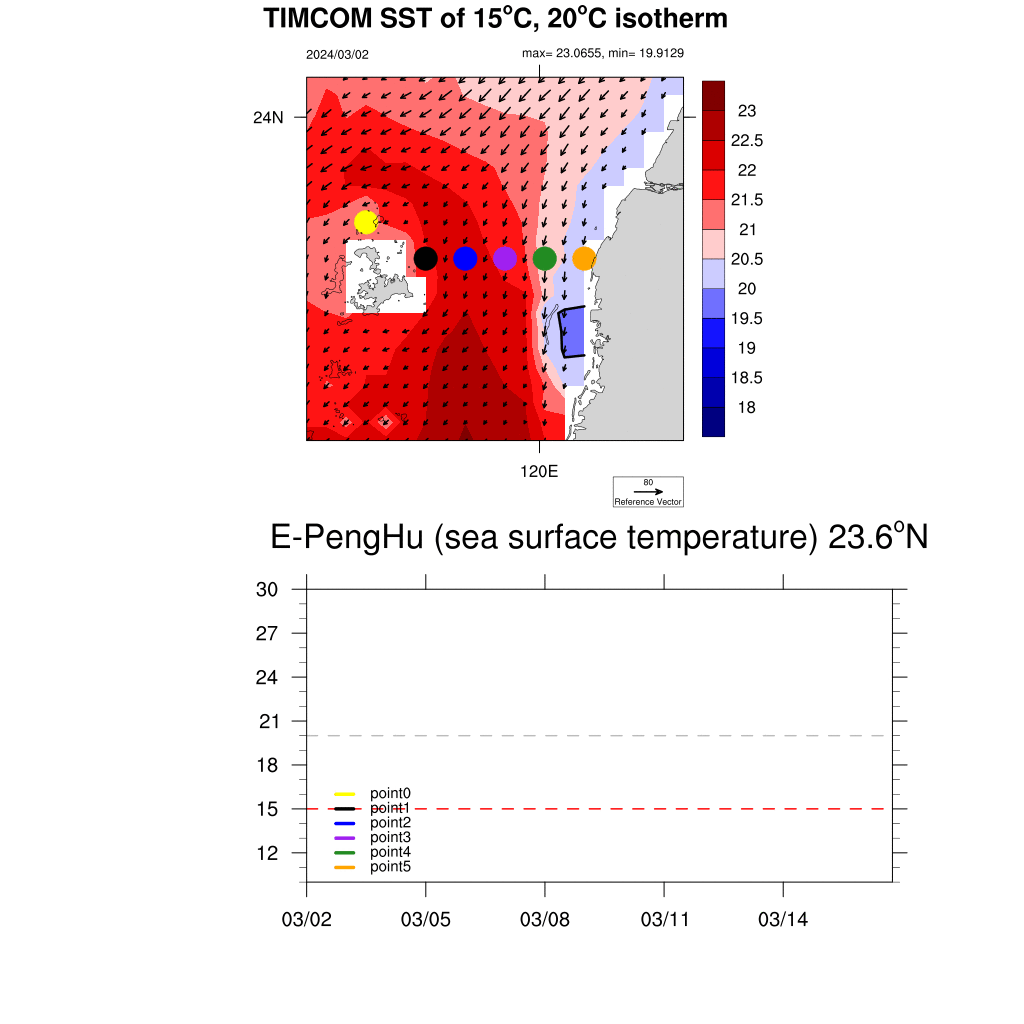 TIMCOM SST of 15°C, 20°C isotherm
2024/03/02 max= 23.0655, min= 19.9129
24N
23
22.5
22
21.5
21
20.5
20
19.5
19
18.5
18
120E
80
Reference Vector
E-PengHu (sea surface temperature) 23.6°N
30
27
24
21
18
15
12
point0
point1
point2
point3
point4
point5
03/02 03/05 03/08 03/11 03/14